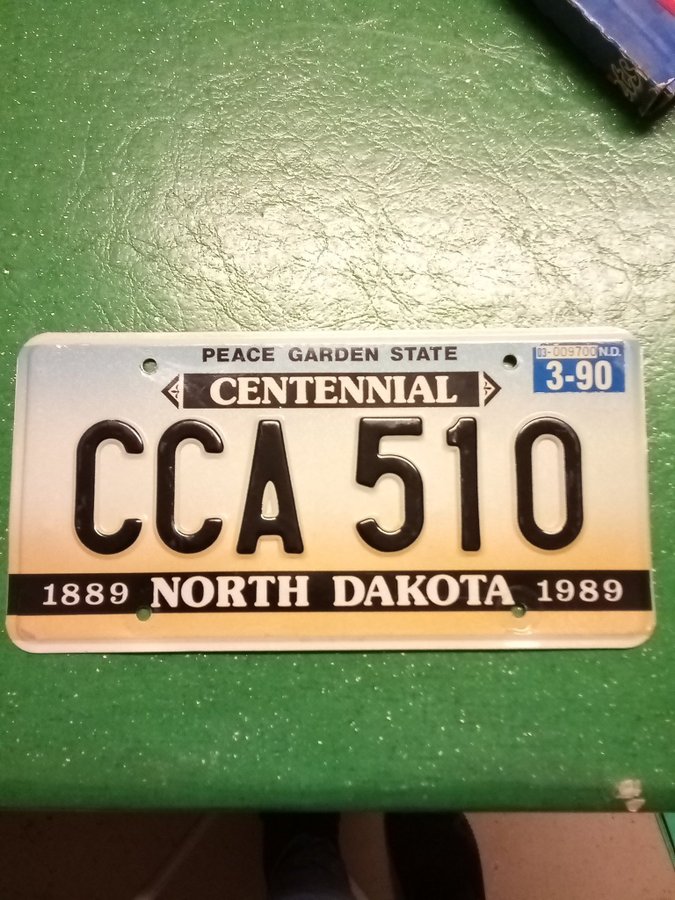 PEACE GARDEN STATE
03-009700 N.D.
3-90
CENTENNIAL
CCA 510
1889 NORTH DAKOTA 1989